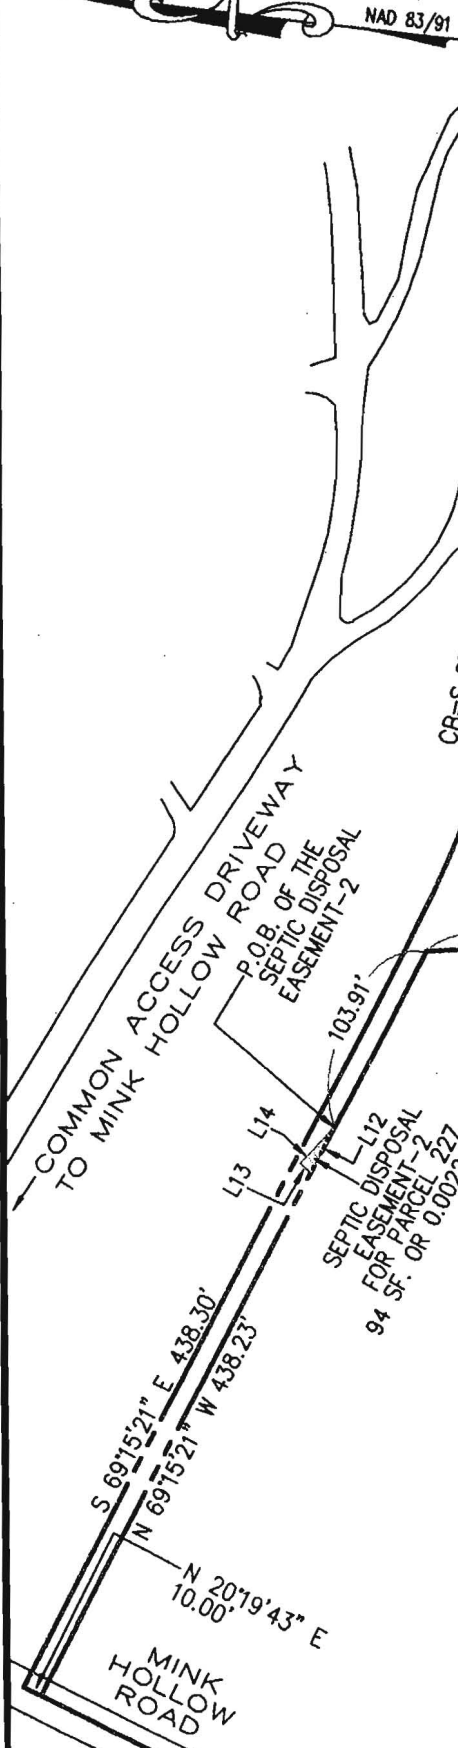 NAD 83/91
COMMON ACCESS DRIVEWAY
TO MINK HOLLOW ROAD
P.O.B. OF THE
SEPTIC DISPOSAL
EASEMENT-2
103.91'
L14
L13
L12
SEPTIC DISPOSAL
EASEMENT-2
FOR PARCEL 227
94 SF. OR
S 69°15'21" E 438.30'
N 69°15'21" W 438.23'
N 20°19'43" E
10.00'
MINK
HOLLOW
ROAD